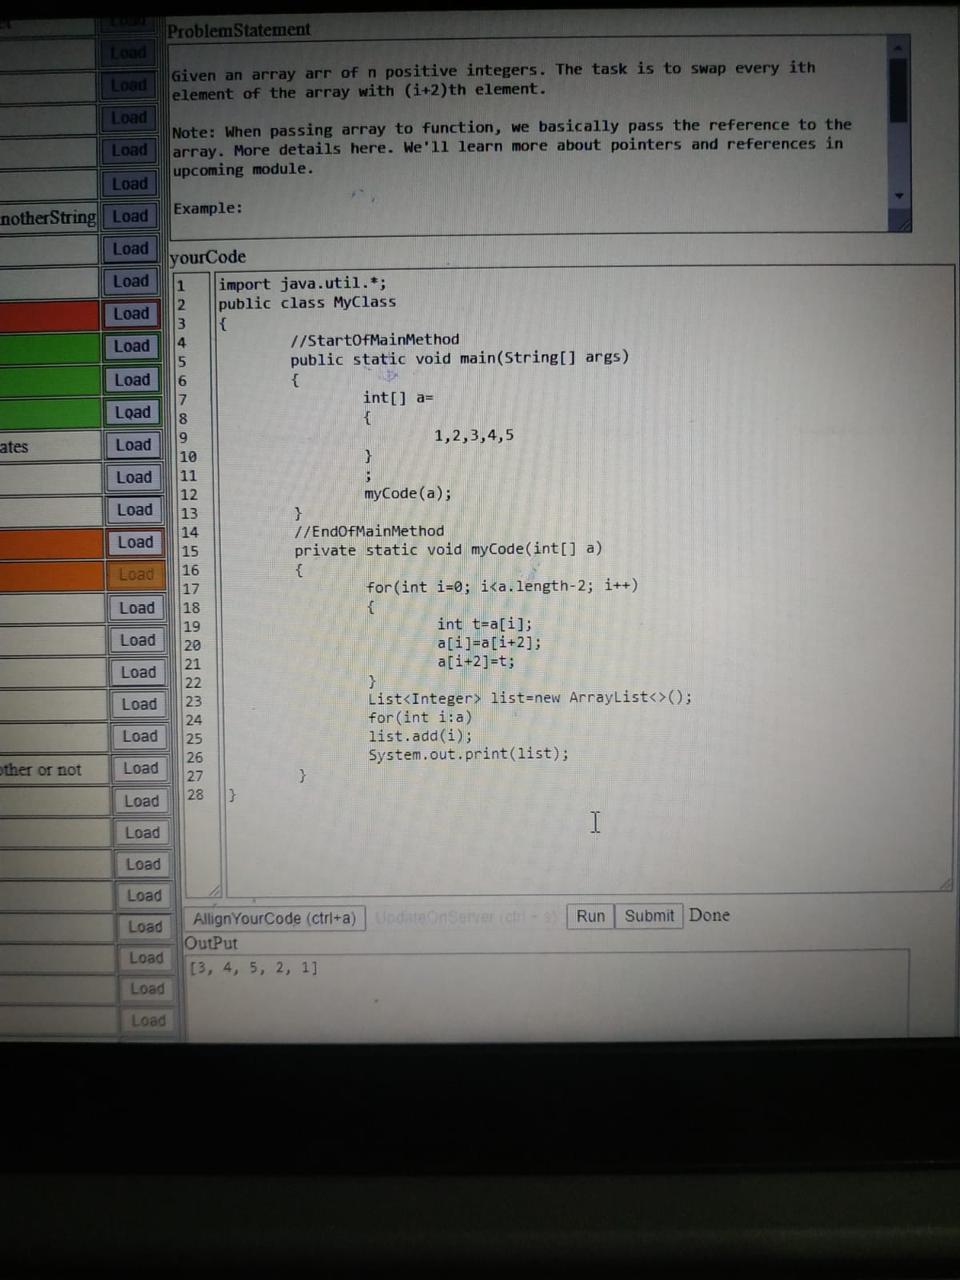 Load
ProblemStatement
Load
Load
Given an array arr of n positive integers. The task is to swap every ith
element of the array with (i+2)th element.
Load
Note: When passing array to function, we basically pass the reference to the
array. More details here. We'll learn more about pointers and references in
upcoming module.
Load
Load
Example:
notherString Load
Load
yourCode
Load
Load
Load
Load
Load
ates Load
Load
Load
Load
Load
Load
Load
Load
Load
Load
other or not Load
Load
Load
Load
Load
Load
Load
Load
Load
1 import java.util.*;
2 public class MyClass
3 {
4 //StartOfMainMethod
5 public static void main(String[] args)
6 {
7 int[] a=
8 {
9 1,2,3,4,5
10 }
11 ;
12 myCode(a);
13 }
14 //EndOfMainMethod
15 private static void myCode(int[] a)
16 {
17 for(int i=0; i<a.length-2; i++)
18 {
19 int t=a[i];
20 a[i]=a[i+2];
21 a[i+2]=t;
22 }
23 List<Integer> list=new ArrayList<>();
24 for(int i:a)
25 list.add(i);
26 System.out.print(list);
27 }
28 }
AllignYourCode (ctrl+a) UpdateOnServer (ctrl + s) Run Submit Done
OutPut
[3, 4, 5, 2, 1]